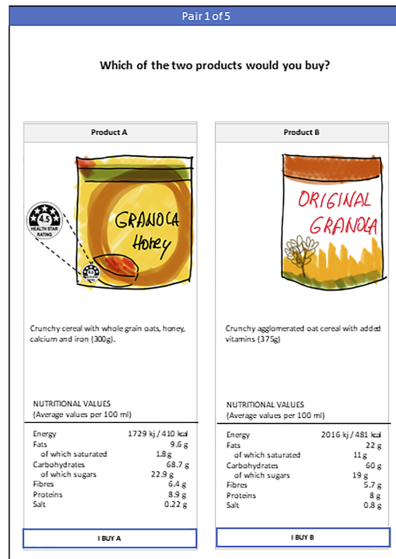 Pair 1 of 5
Which of the two products would you buy?
Product A
GRANOLA
Honey
4.5
HEALTH STAR
RATING
Crunchy cereal with whole grain oats, honey,
calcium and iron (300g).
NUTRITIONAL VALUES
(Average values per 100 ml)
Energy 1729 kj / 410 kcal
Fats 9.6 g
of which saturated 1.8 g
Carbohydrates 68.7 g
of which sugars 22.9 g
Fibres 6.4 g
Proteins 8.9 g
Salt 0.22 g
I BUY A
Product B
ORIGINAL
GRANOLA
Crunchy agglomerated oat cereal with added
vitamins (375g)
NUTRITIONAL VALUES
(Average values per 100 ml)
Energy 2016 kj / 481 kcal
Fats 22 g
of which saturated 11 g
Carbohydrates 60 g
of which sugars 19 g
Fibres 5.7 g
Proteins 8 g
Salt 0.8 g
I BUY B